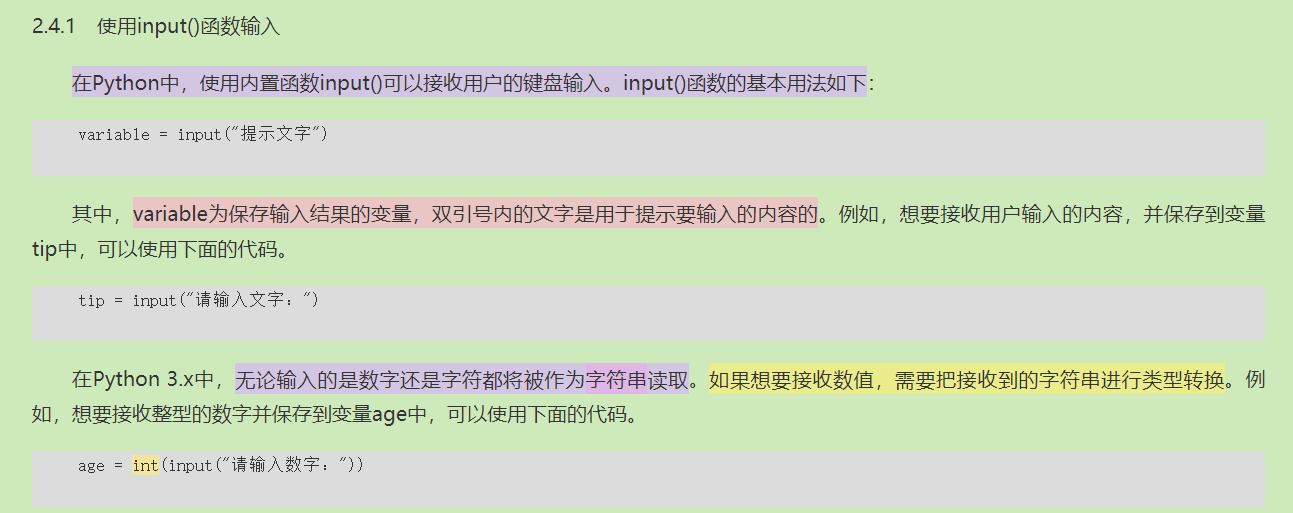 2.4.1 使用input()函数输入
在Python中，使用内置函数input()可以接收用户的键盘输入。input()函数的基本用法如下：
variable = input("提示文字")
其中，variable为保存输入结果的变量，双引号内的文字是用于提示要输入的内容的。例如，想要接收用户输入的内容，并保存到变量
tip中，可以使用下面的代码。
tip = input("请输入文字：")
在Python 3.x中，无论输入的是数字还是字符都将被作为字符串读取。如果想要接收数值，需要把接收到的字符串进行类型转换。例
如，想要接收整型的数字并保存到变量age中，可以使用下面的代码。
age = int(input("请输入数字："))